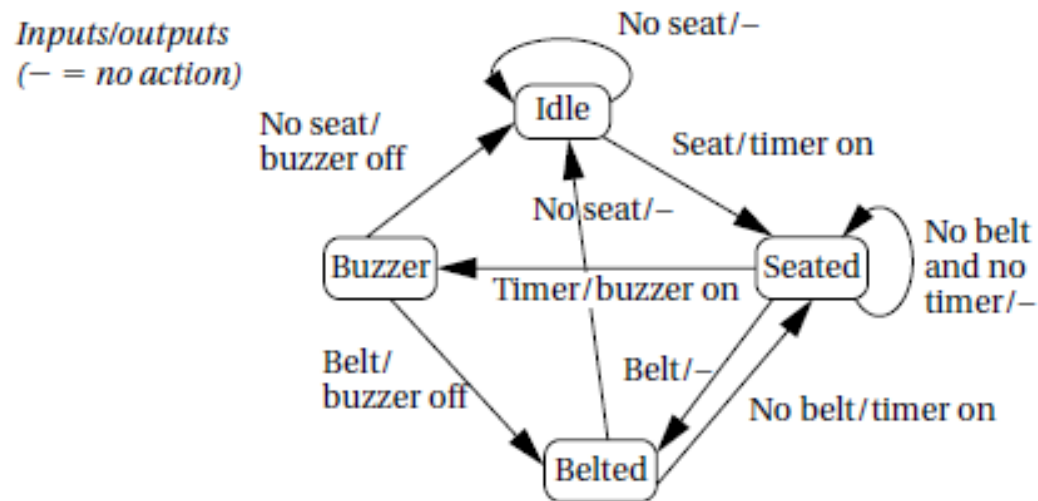 Inputs/outputs
(– = no action)
No seat/–
Idle
No seat/
buzzer off
Seat/timer on
No seat/–
Buzzer
Seated
No belt
and no
timer/–
Timer/buzzer on
Belt/
buzzer off
Belt/–
No belt/timer on
Belted